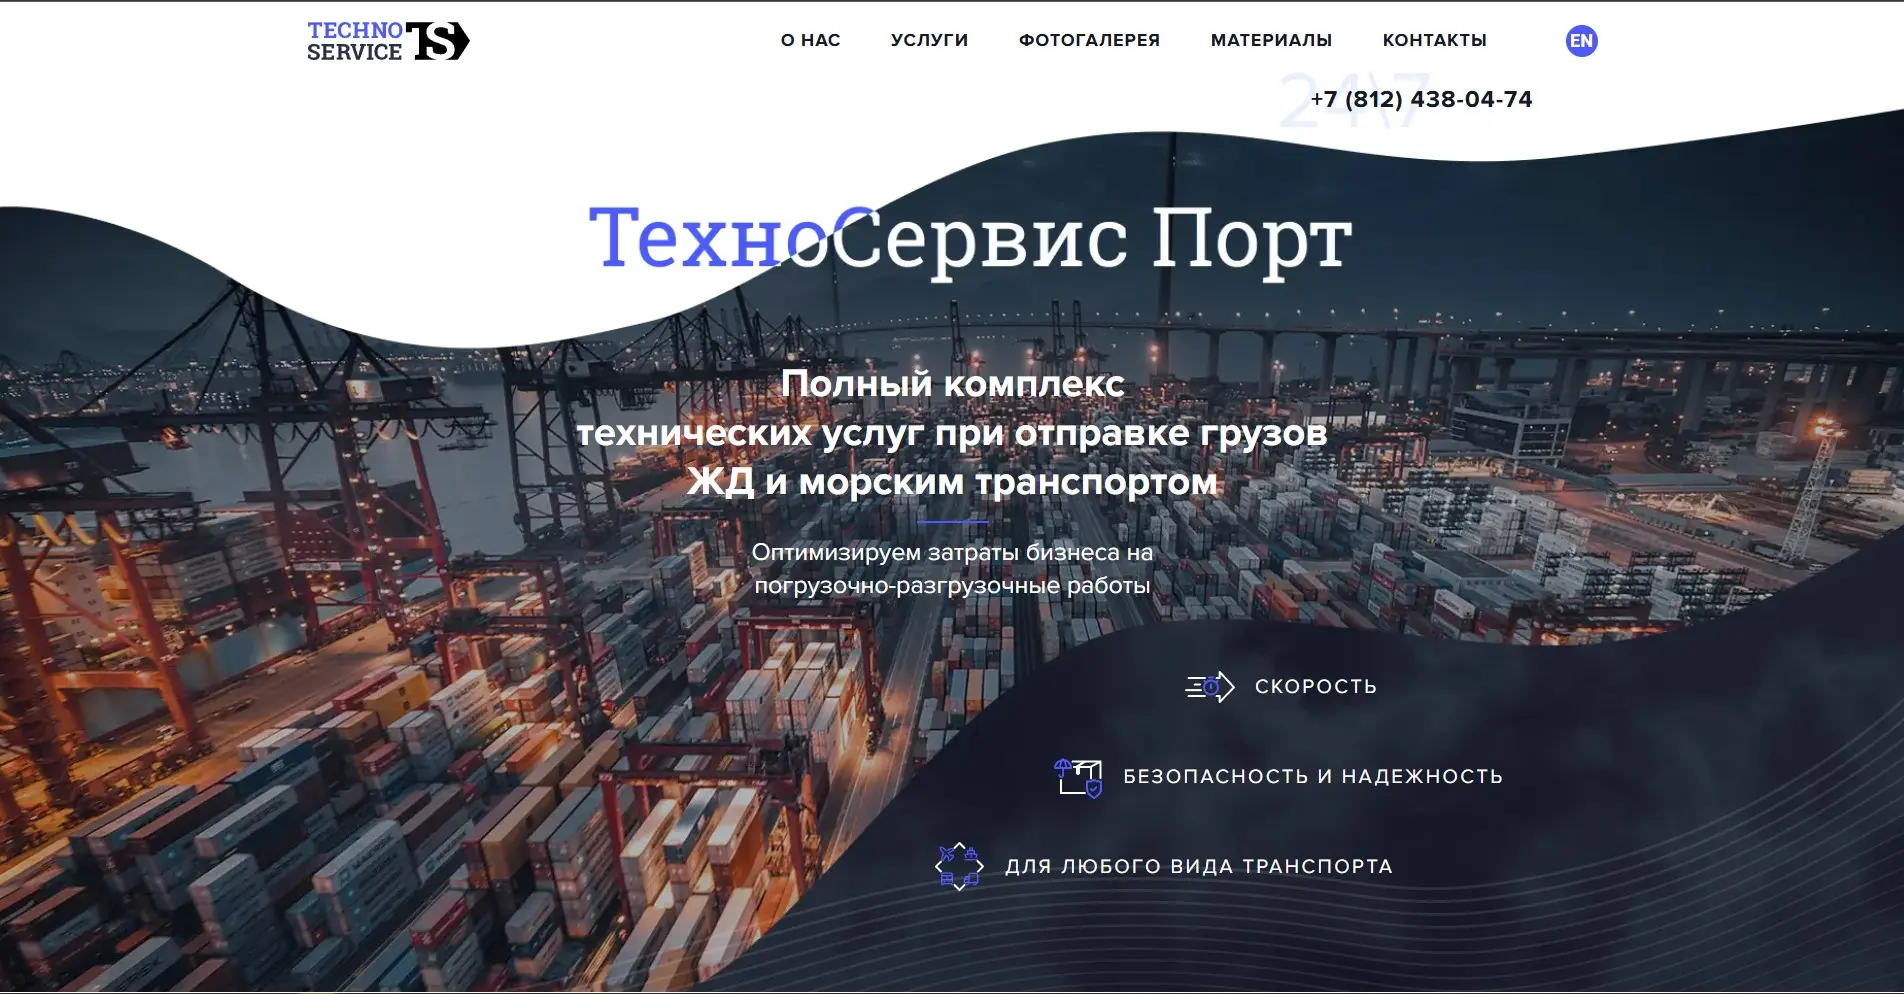 TECHNO
SERVICE TS
О НАС УСЛУГИ ФОТОГАЛЕРЕЯ МАТЕРИАЛЫ КОНТАКТЫ EN
24\7
+7 (812) 438-04-74
ТехноСервис Порт
Полный комплекс
технических услуг при отправке грузов
ЖД и морским транспортом
Оптимизируем затраты бизнеса на
погрузочно-разгрузочные работы
СКОРОСТЬ
БЕЗОПАСНОСТЬ И НАДЕЖНОСТЬ
ДЛЯ ЛЮБОГО ВИДА ТРАНСПОРТА